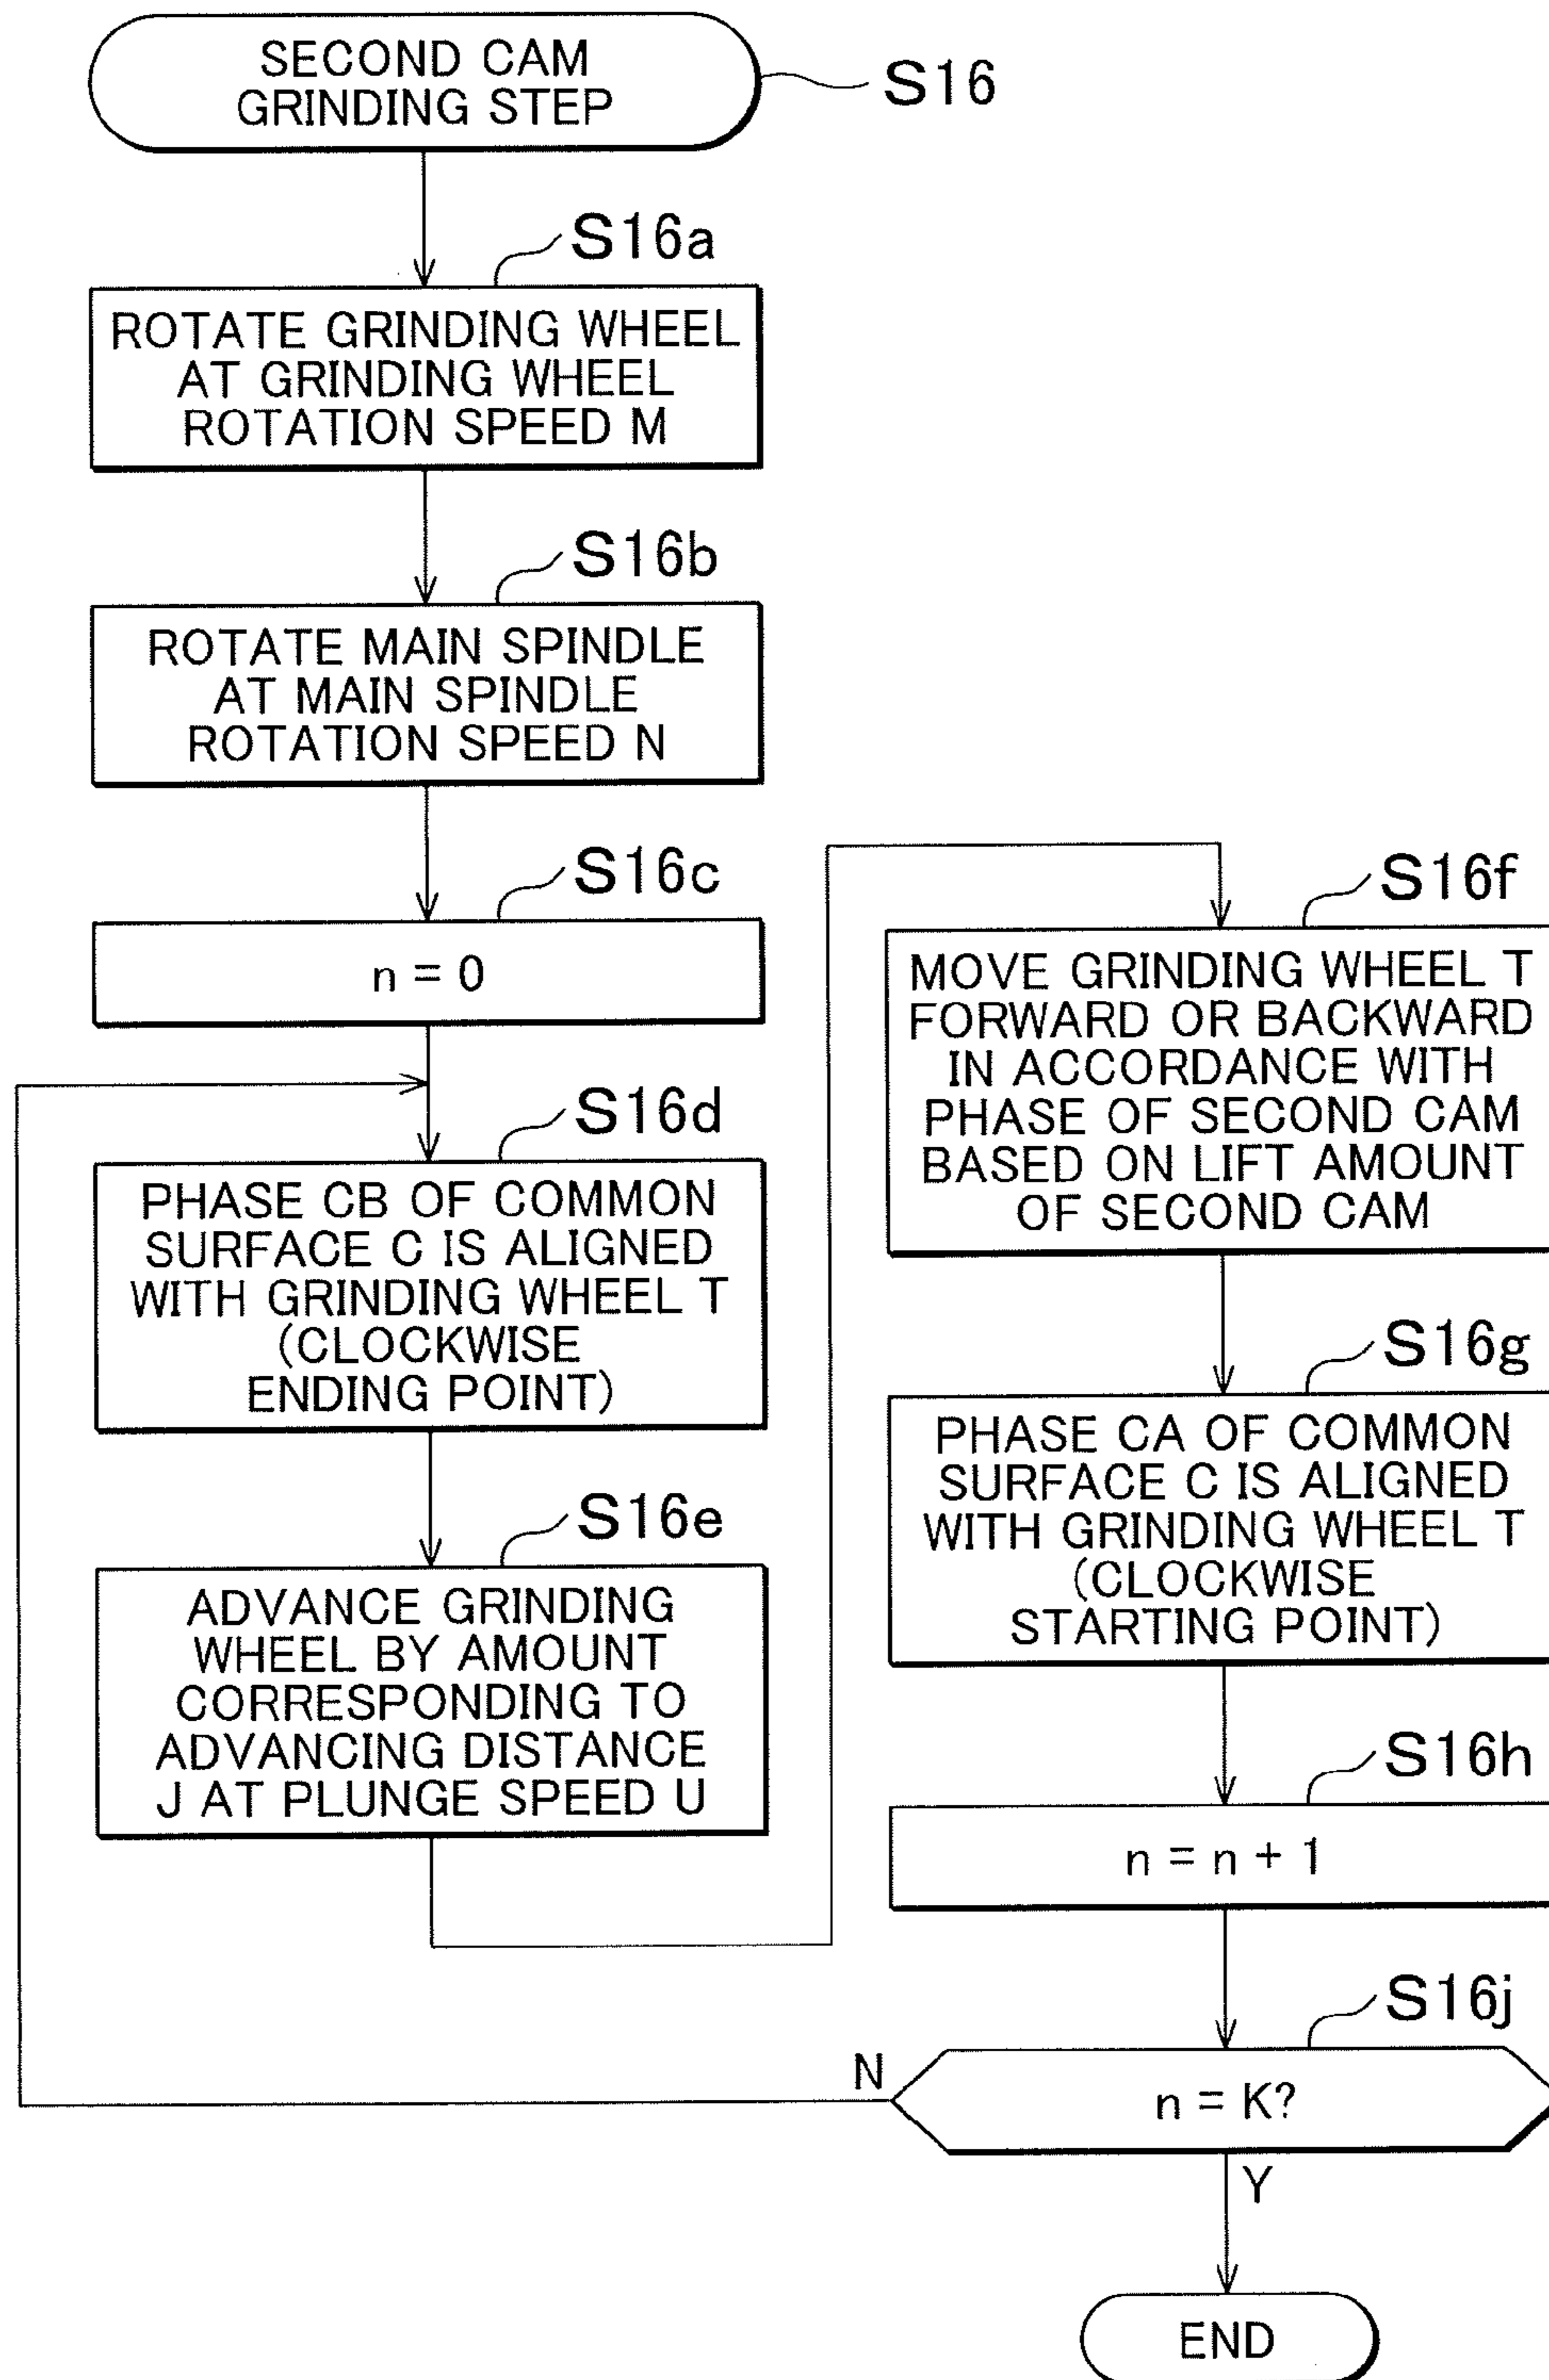 SECOND CAM
GRINDING STEP
S16
S16a
ROTATE GRINDING WHEEL
AT GRINDING WHEEL
ROTATION SPEED M
S16b
ROTATE MAIN SPINDLE
AT MAIN SPINDLE
ROTATION SPEED N
S16c
n = 0
S16d
PHASE CB OF COMMON
SURFACE C IS ALIGNED
WITH GRINDING WHEEL T
(CLOCKWISE
ENDING POINT)
S16e
ADVANCE GRINDING
WHEEL BY AMOUNT
CORRESPONDING TO
ADVANCING DISTANCE
J AT PLUNGE SPEED U
S16f
MOVE GRINDING WHEEL T
FORWARD OR BACKWARD
IN ACCORDANCE WITH
PHASE OF SECOND CAM
BASED ON LIFT AMOUNT
OF SECOND CAM
S16g
PHASE CA OF COMMON
SURFACE C IS ALIGNED
WITH GRINDING WHEEL T
(CLOCKWISE
STARTING POINT)
S16h
n = n + 1
S16j
N
n = K?
Y
END